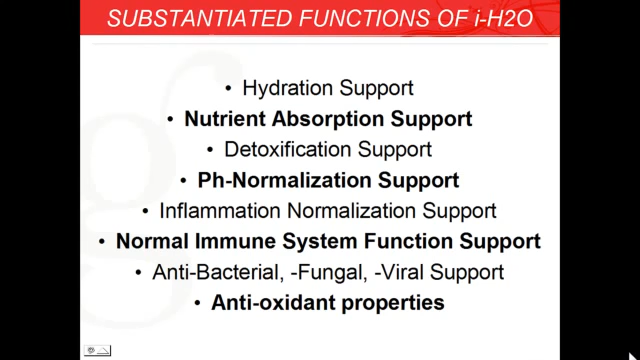 SUBSTANTIATED FUNCTIONS OF i-H2O
• Hydration Support
• Nutrient Absorption Support
• Detoxification Support
• Ph-Normalization Support
• Inflammation Normalization Support
• Normal Immune System Function Support
• Anti-Bacterial, -Fungal, -Viral Support
• Anti-oxidant properties